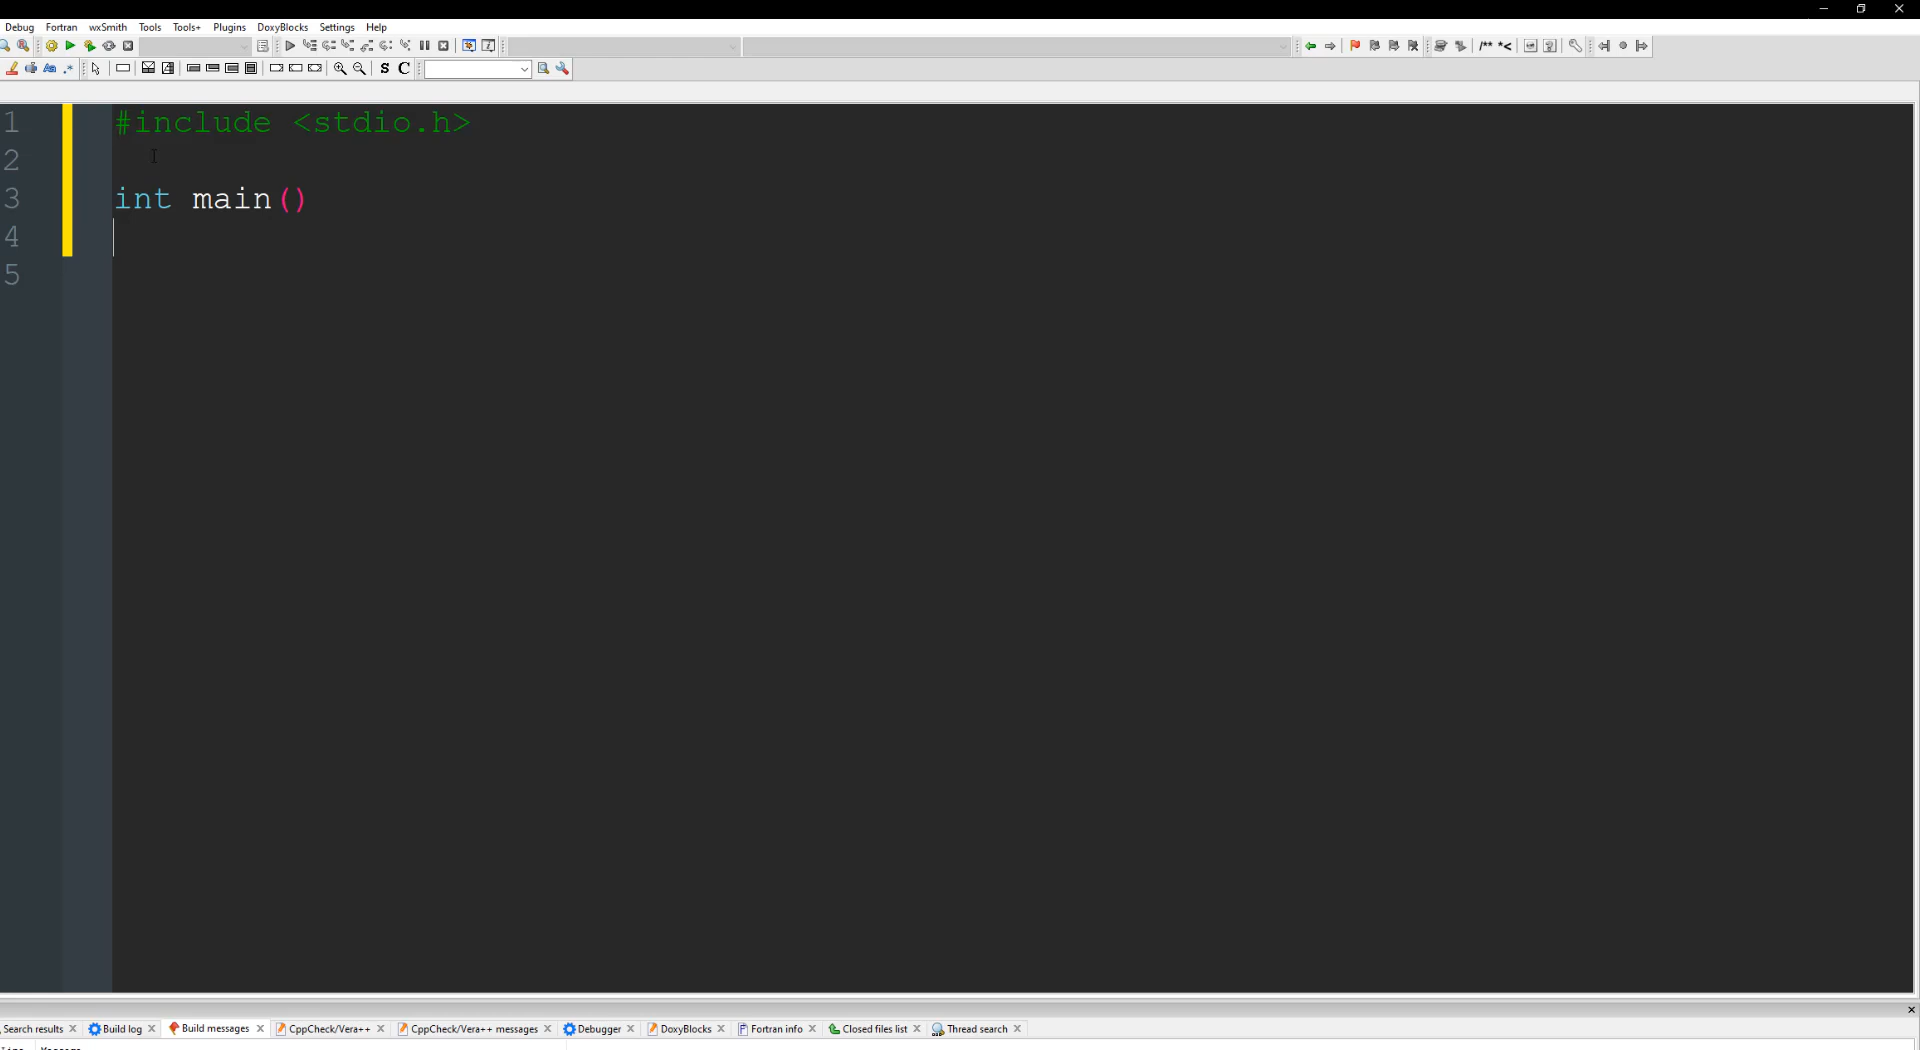 Debug Fortran wxSmith Tools Tools+ Plugins DoxyBlocks Settings Help
/** *<
S C
1 #include <stdio.h>
2
3 int main()
4
5
Search results Build log Build messages CppCheck/Vera++ CppCheck/Vera++ messages Debugger DoxyBlocks Fortran info Closed files list Thread search